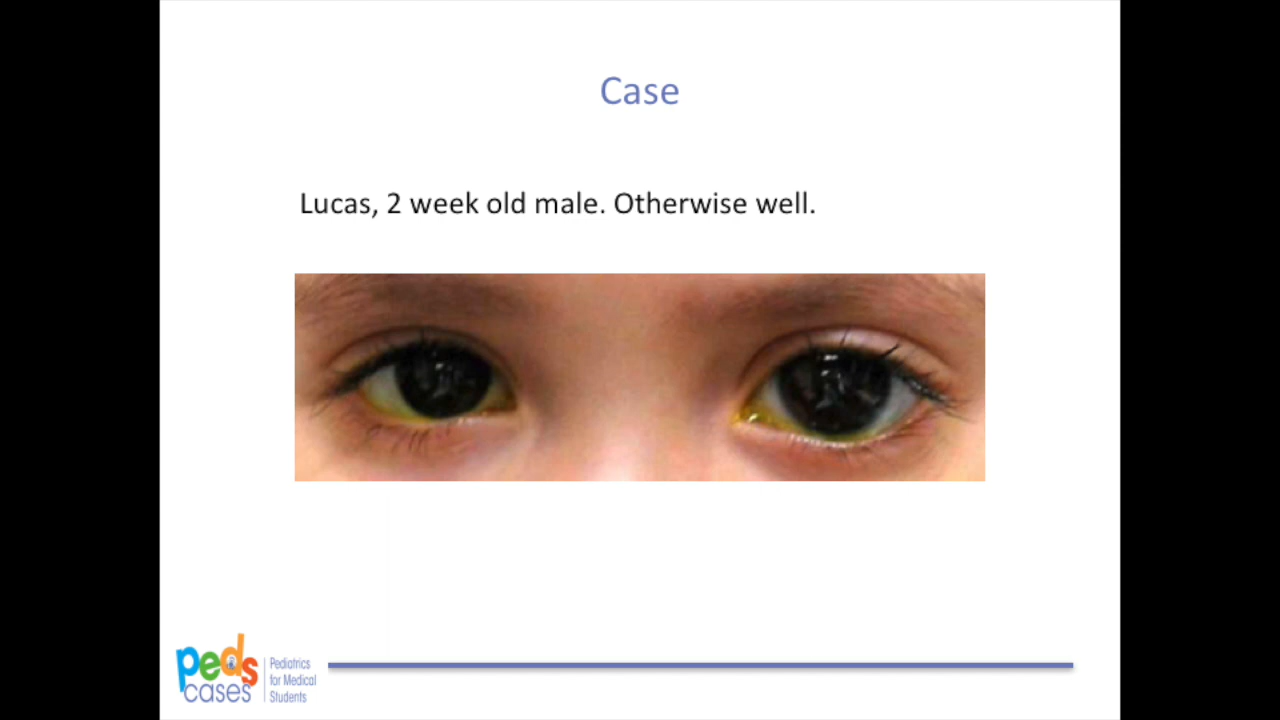 Case
Lucas, 2 week old male. Otherwise well.
peds
cases
Pediatrics
for Medical
Students